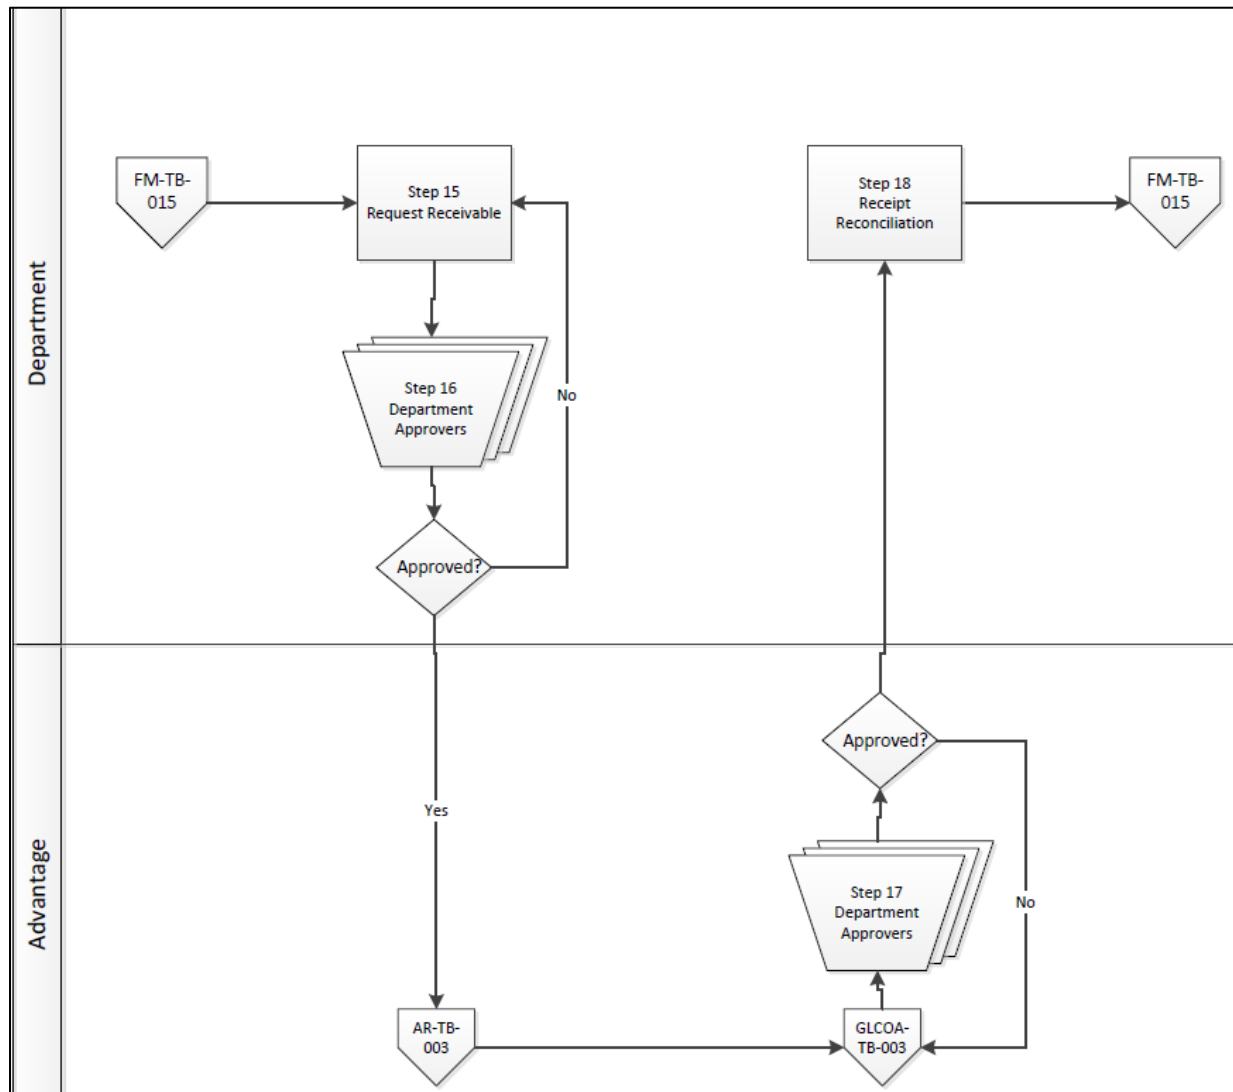 Department
FM-TB-
015
Step 15
Request Receivable
Step 16
Department
Approvers
No
Approved?
Step 18
Receipt
Reconciliation
FM-TB-
015
Advantage
Yes
AR-TB-
003
Approved?
Step 17
Department
Approvers
No
GLCOA-
TB-003